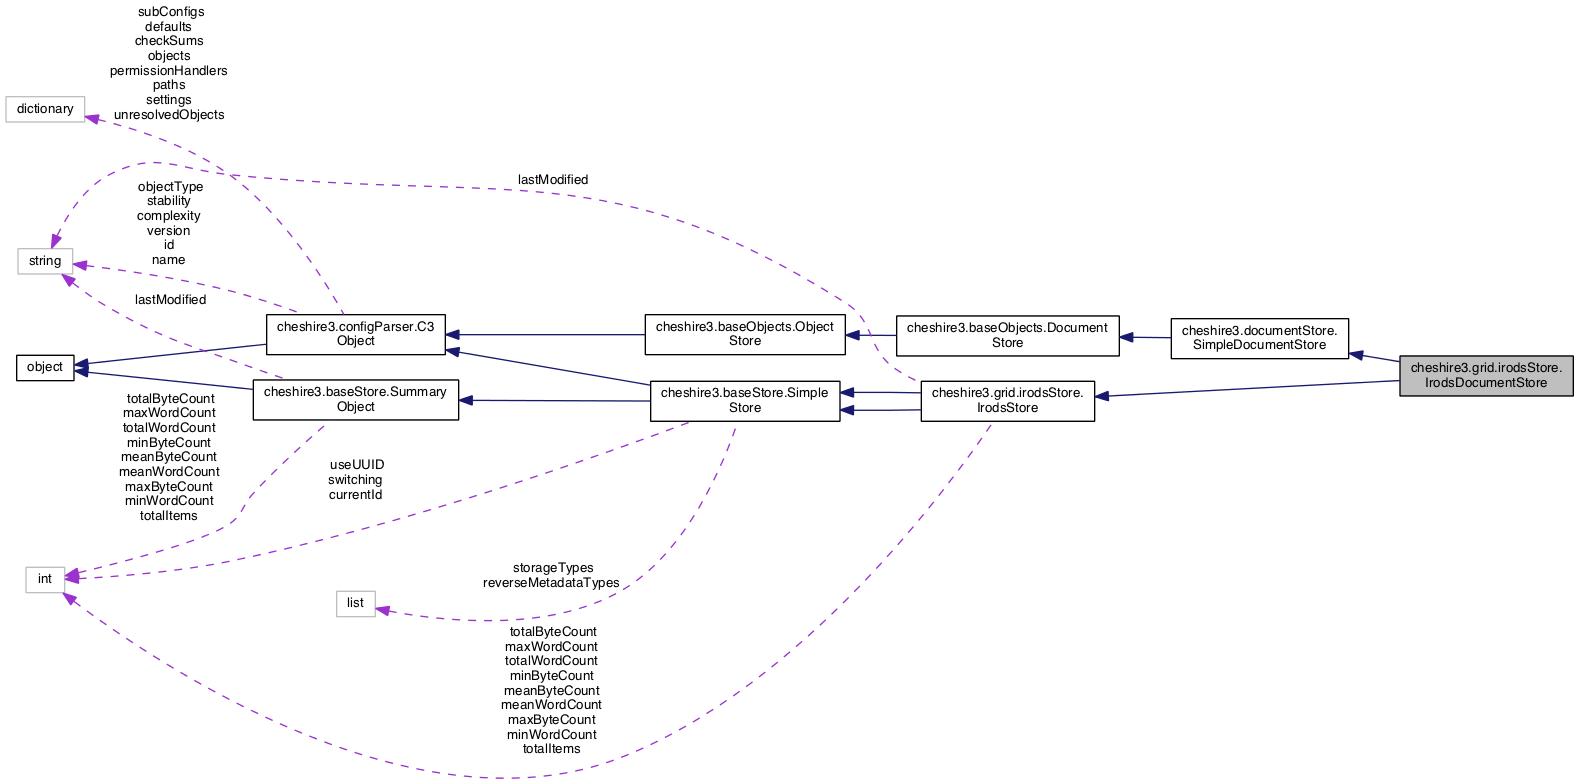 subConfigs
defaults
checkSums
objects
permissionHandlers
paths
settings
unresolvedObjects
dictionary
lastModified
objectType
stability
complexity
version
id
name
string
lastModified
cheshire3.configParser.C3
Object
cheshire3.baseObjects.Object
Store
cheshire3.baseObjects.Document
Store
cheshire3.documentStore.
SimpleDocumentStore
cheshire3.grid.irodsStore.
IrodsDocumentStore
object
cheshire3.baseStore.Summary
Object
cheshire3.baseStore.Simple
Store
cheshire3.grid.irodsStore.
IrodsStore
totalByteCount
maxWordCount
totalWordCount
minByteCount
meanByteCount
meanWordCount
maxByteCount
minWordCount
totalItems
useUUID
switching
currentId
int
storageTypes
reverseMetadataTypes
list
totalByteCount
maxWordCount
totalWordCount
minByteCount
meanByteCount
meanWordCount
maxByteCount
minWordCount
totalItems